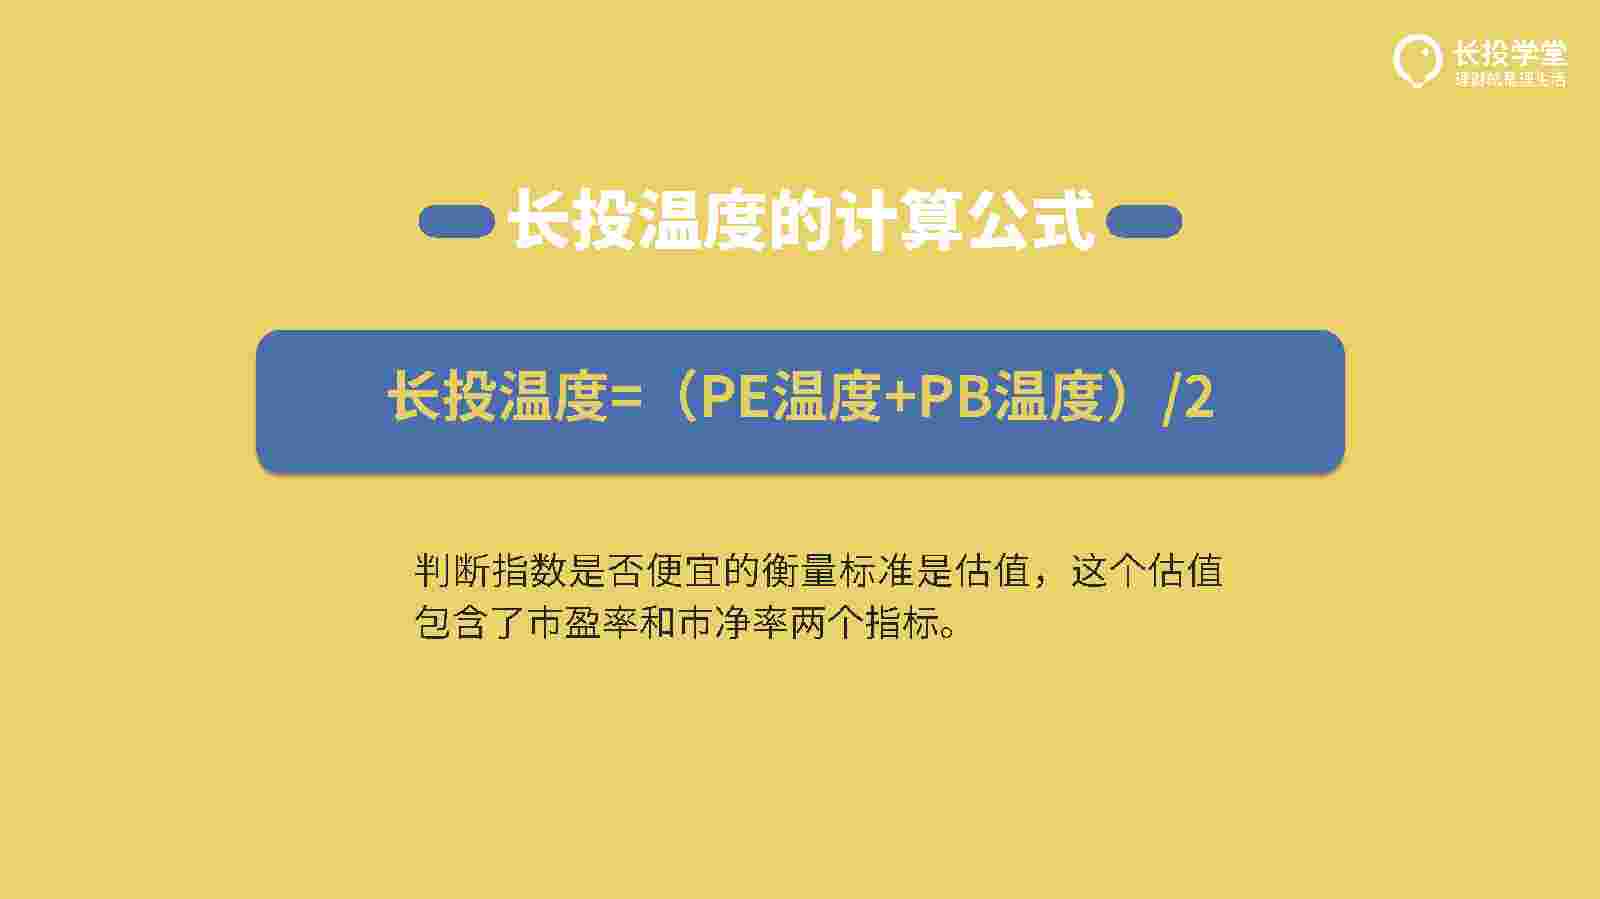 长投学堂
理财就是理生活
长投温度的计算公式
长投温度=（PE温度+PB温度）/2
判断指数是否便宜的衡量标准是估值，这个估值
包含了市盈率和市净率两个指标。